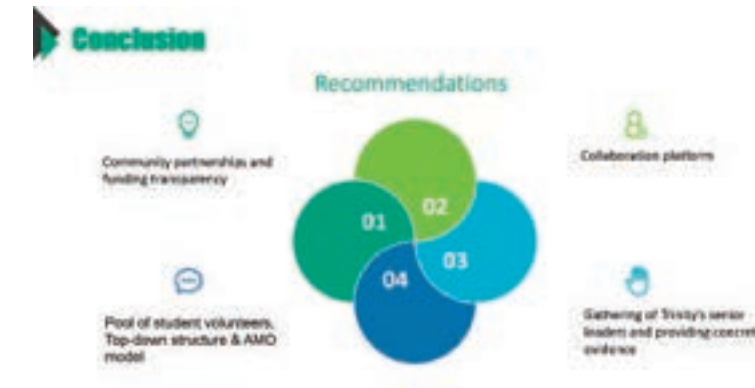 Conclusion
Recommendations
Community partnerships and
funding transparency
Collaboration platform
01
02
03
04
Pool of student volunteers,
Top-down structure & AMO
model
Gathering of Trinity's senior
leaders and providing concret
evidence